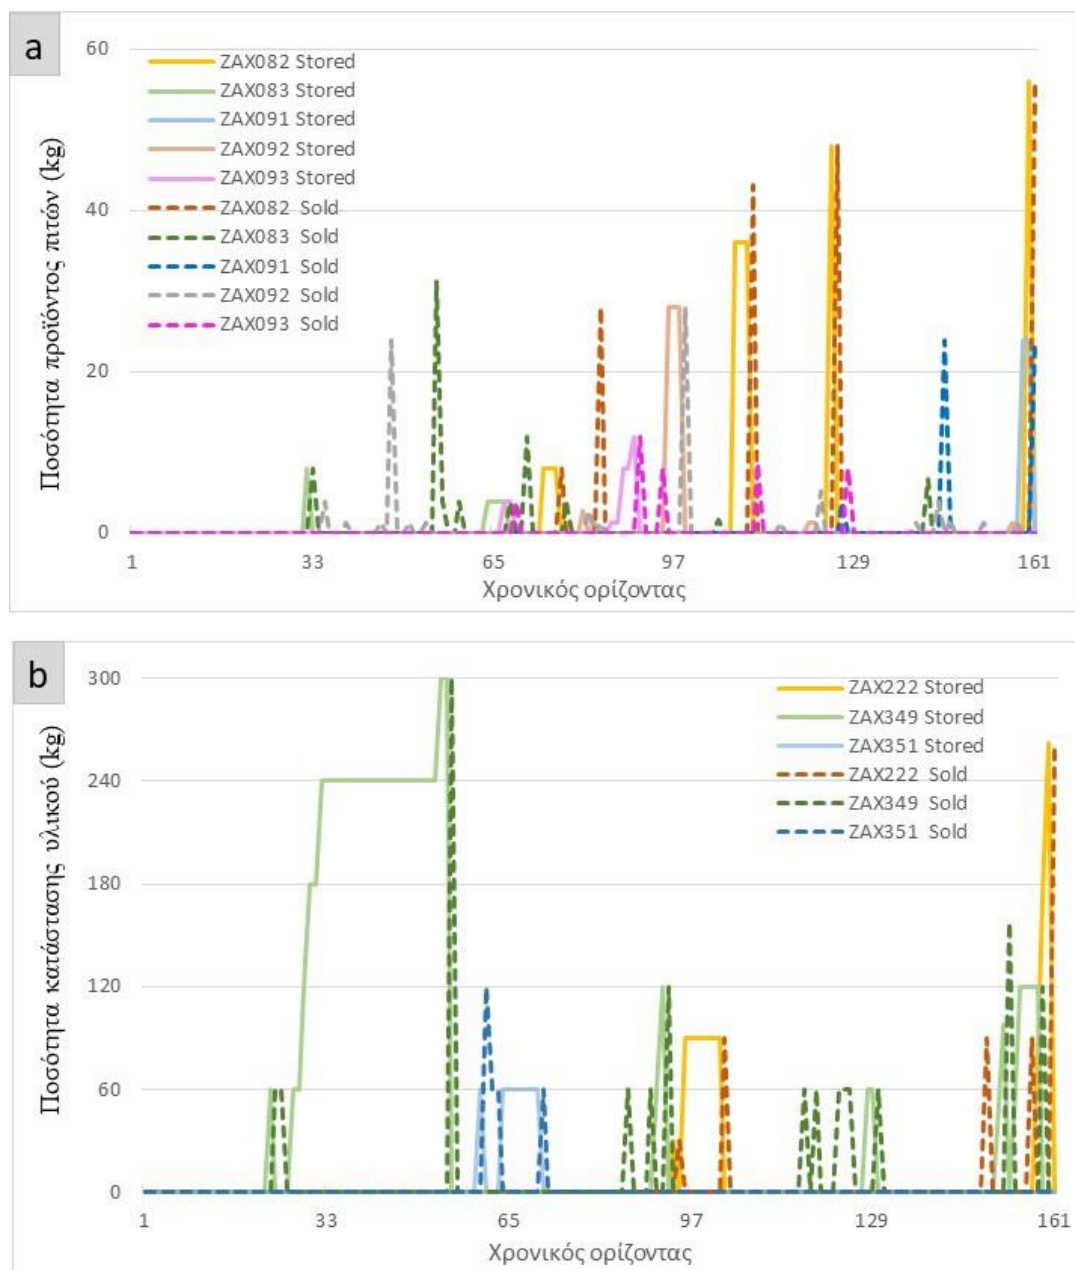 a
Ποσότητα προϊόντος πιτών (kg)
60
40
20
0
ZAX082 Stored
ZAX083 Stored
ZAX091 Stored
ZAX092 Stored
ZAX093 Stored
ZAX082 Sold
ZAX083 Sold
ZAX091 Sold
ZAX092 Sold
ZAX093 Sold
1 33 65 97 129 161
Χρονικός ορίζοντας
b
Ποσότητα κατάστασης υλικού (kg)
300
240
180
120
60
0
ZAX222 Stored
ZAX349 Stored
ZAX351 Stored
ZAX222 Sold
ZAX349 Sold
ZAX351 Sold
1 33 65 97 129 161
Χρονικός ορίζοντας